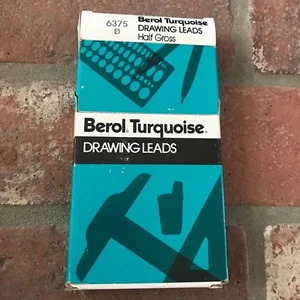 6375
E1
Berol Turquoise
DRAWING LEADS
Half Gross
Berol® Turquoise®
DRAWING LEADS